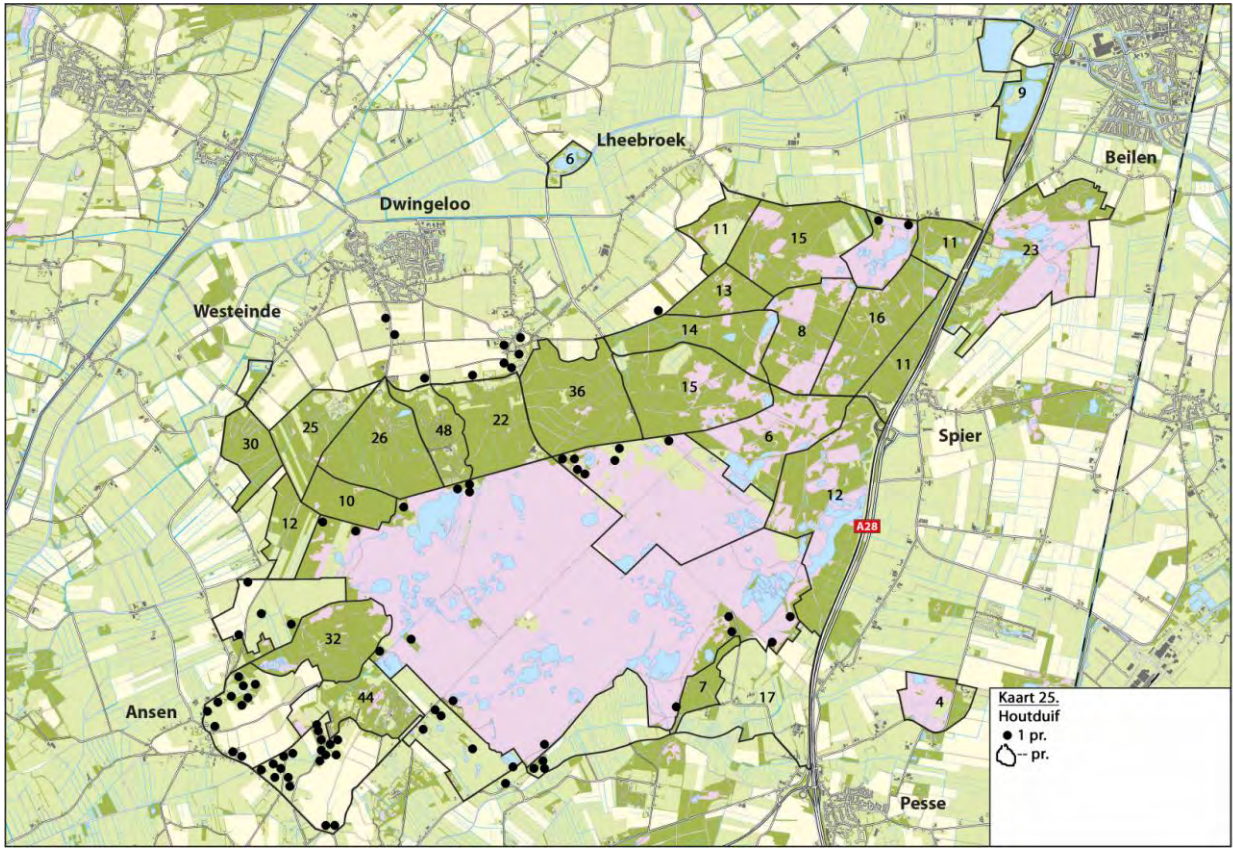 9
Beilen
Lheebroek
6
Dwingeloo
11
15
11
23
13
Westeinde
14
8
16
11
15
36
25
26
48
22
30
6
Spier
10
12
12
A28
32
7
17
4
44
Ansen
Pesse
Kaart 25.
Houtduif
1 pr.
-- pr.